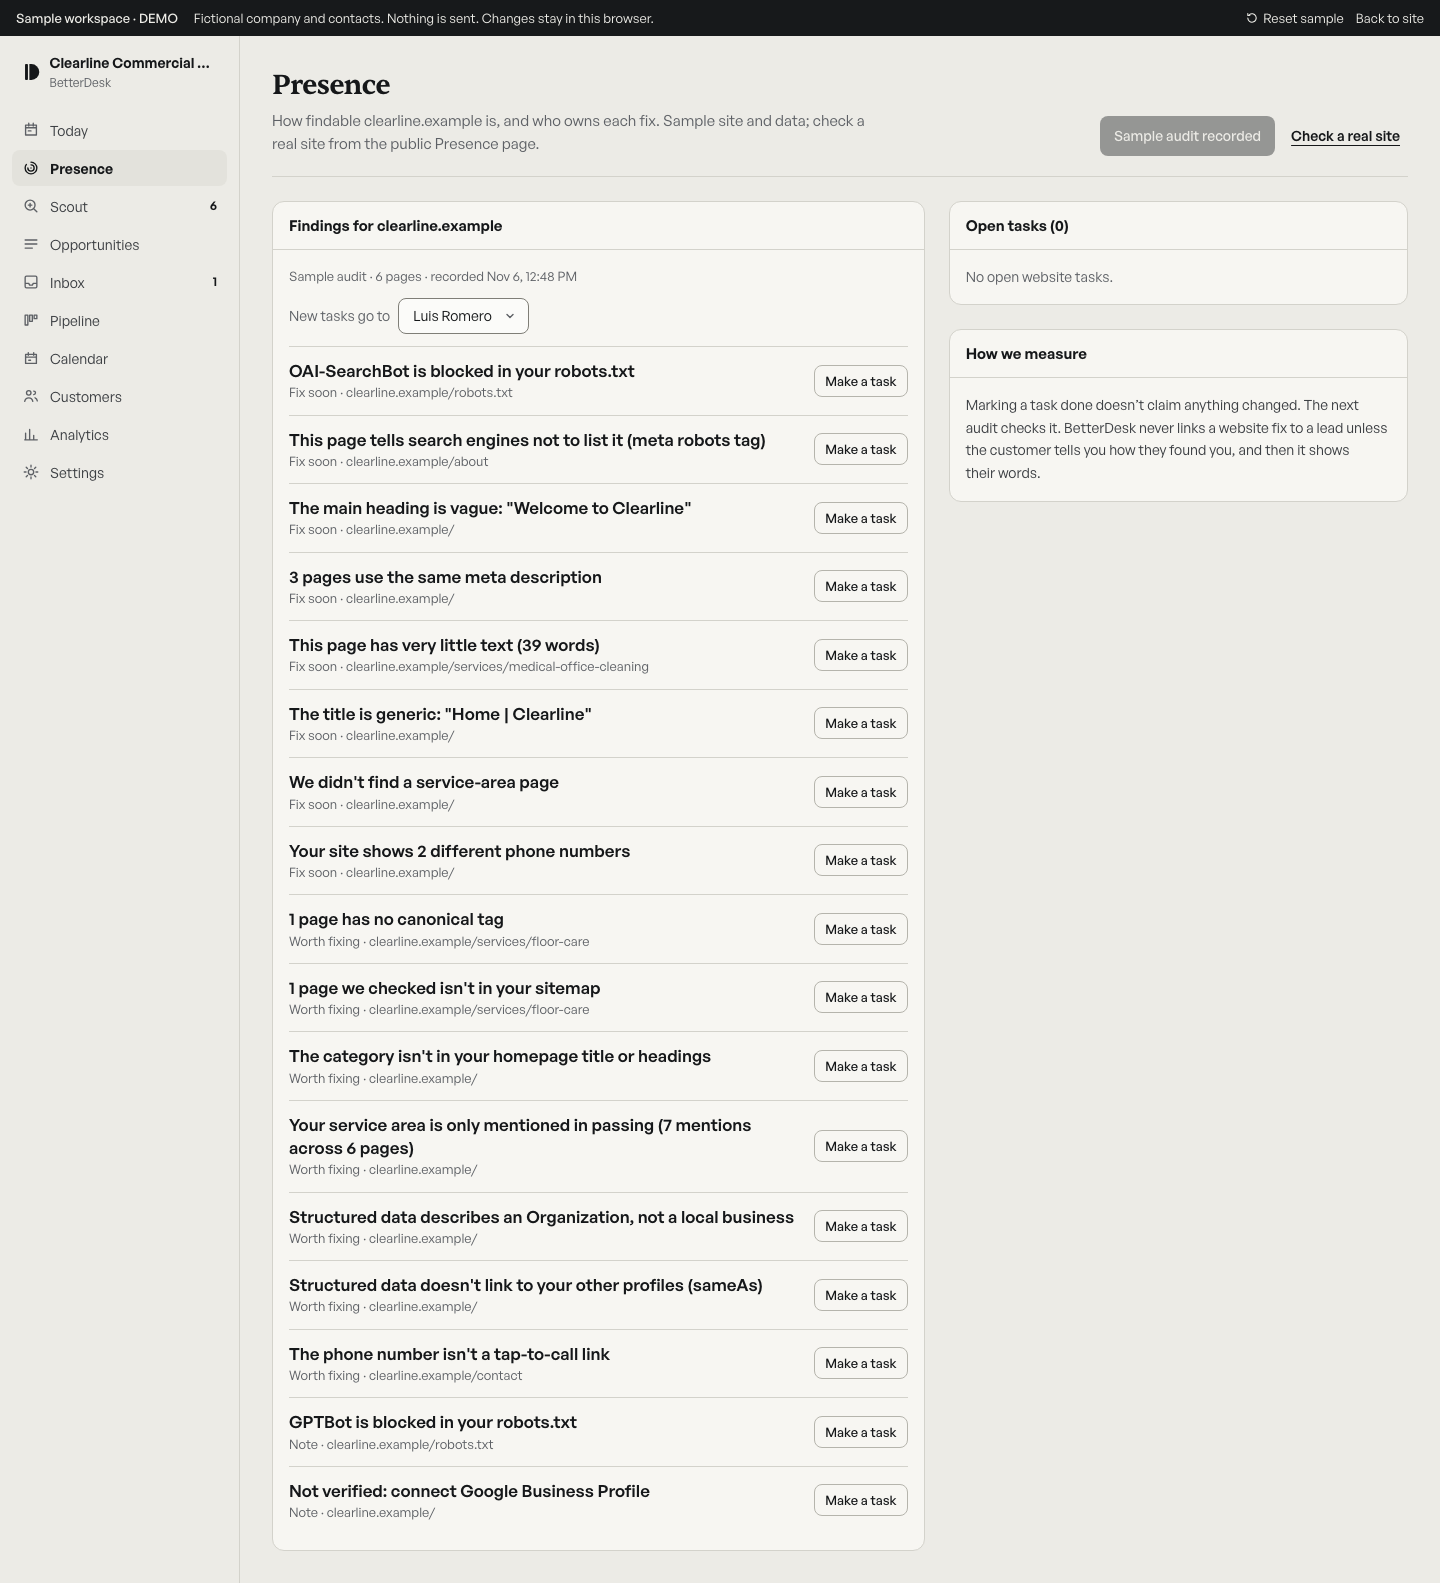 Sample workspace · DEMO Fictional company and contacts. Nothing is sent. Changes stay in this browser. Reset sample Back to site
Clearline Commercial ...
BetterDesk
Today
Presence
Scout 6
Opportunities
Inbox 1
Pipeline
Calendar
Customers
Analytics
Settings
Presence
How findable clearline.example is, and who owns each fix. Sample site and data; check a
real site from the public Presence page.
Sample audit recorded Check a real site
Findings for clearline.example
Sample audit · 6 pages · recorded Nov 6, 12:48 PM
New tasks go to Luis Romero
OAI-SearchBot is blocked in your robots.txt
Fix soon · clearline.example/robots.txt
Make a task
This page tells search engines not to list it (meta robots tag)
Fix soon · clearline.example/about
Make a task
The main heading is vague: "Welcome to Clearline"
Fix soon · clearline.example/
Make a task
3 pages use the same meta description
Fix soon · clearline.example/
Make a task
This page has very little text (39 words)
Fix soon · clearline.example/services/medical-office-cleaning
Make a task
The title is generic: "Home | Clearline"
Fix soon · clearline.example/
Make a task
We didn't find a service-area page
Fix soon · clearline.example/
Make a task
Your site shows 2 different phone numbers
Fix soon · clearline.example/
Make a task
1 page has no canonical tag
Worth fixing · clearline.example/services/floor-care
Make a task
1 page we checked isn't in your sitemap
Worth fixing · clearline.example/services/floor-care
Make a task
The category isn't in your homepage title or headings
Worth fixing · clearline.example/
Make a task
Your service area is only mentioned in passing (7 mentions
across 6 pages)
Worth fixing · clearline.example/
Make a task
Structured data describes an Organization, not a local business
Worth fixing · clearline.example/
Make a task
Structured data doesn't link to your other profiles (sameAs)
Worth fixing · clearline.example/
Make a task
The phone number isn't a tap-to-call link
Worth fixing · clearline.example/contact
Make a task
GPTBot is blocked in your robots.txt
Note · clearline.example/robots.txt
Make a task
Not verified: connect Google Business Profile
Note · clearline.example/
Make a task
Open tasks (0)
No open website tasks.
How we measure
Marking a task done doesn’t claim anything changed. The next
audit checks it. BetterDesk never links a website fix to a lead unless
the customer tells you how they found you, and then it shows
their words.